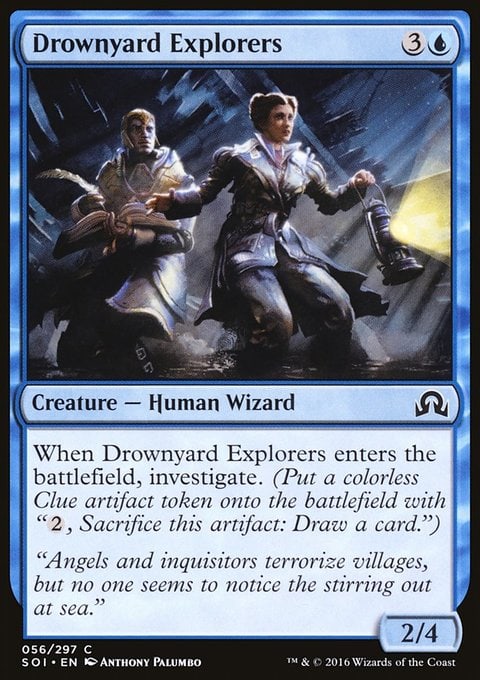 Drownyard Explorers 3
Creature — Human Wizard
When Drownyard Explorers enters the
battlefield, investigate. (Put a colorless
Clue artifact token onto the battlefield with
“2, Sacrifice this artifact: Draw a card.”)
“Angels and inquisitors terrorize villages,
but no one seems to notice the stirring out
at sea.”
2/4
056/297 C
SOI • EN Anthony Palumbo ™ & © 2016 Wizards of the Coast